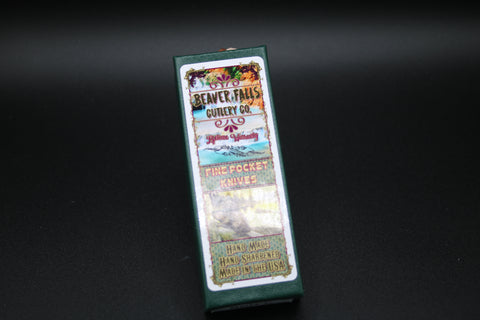 BEAVER FALLS
CUTLERY CO.
FINE POCKET
KNIVES
HAND MADE
HAND SHARPENED
MADE IN THE USA